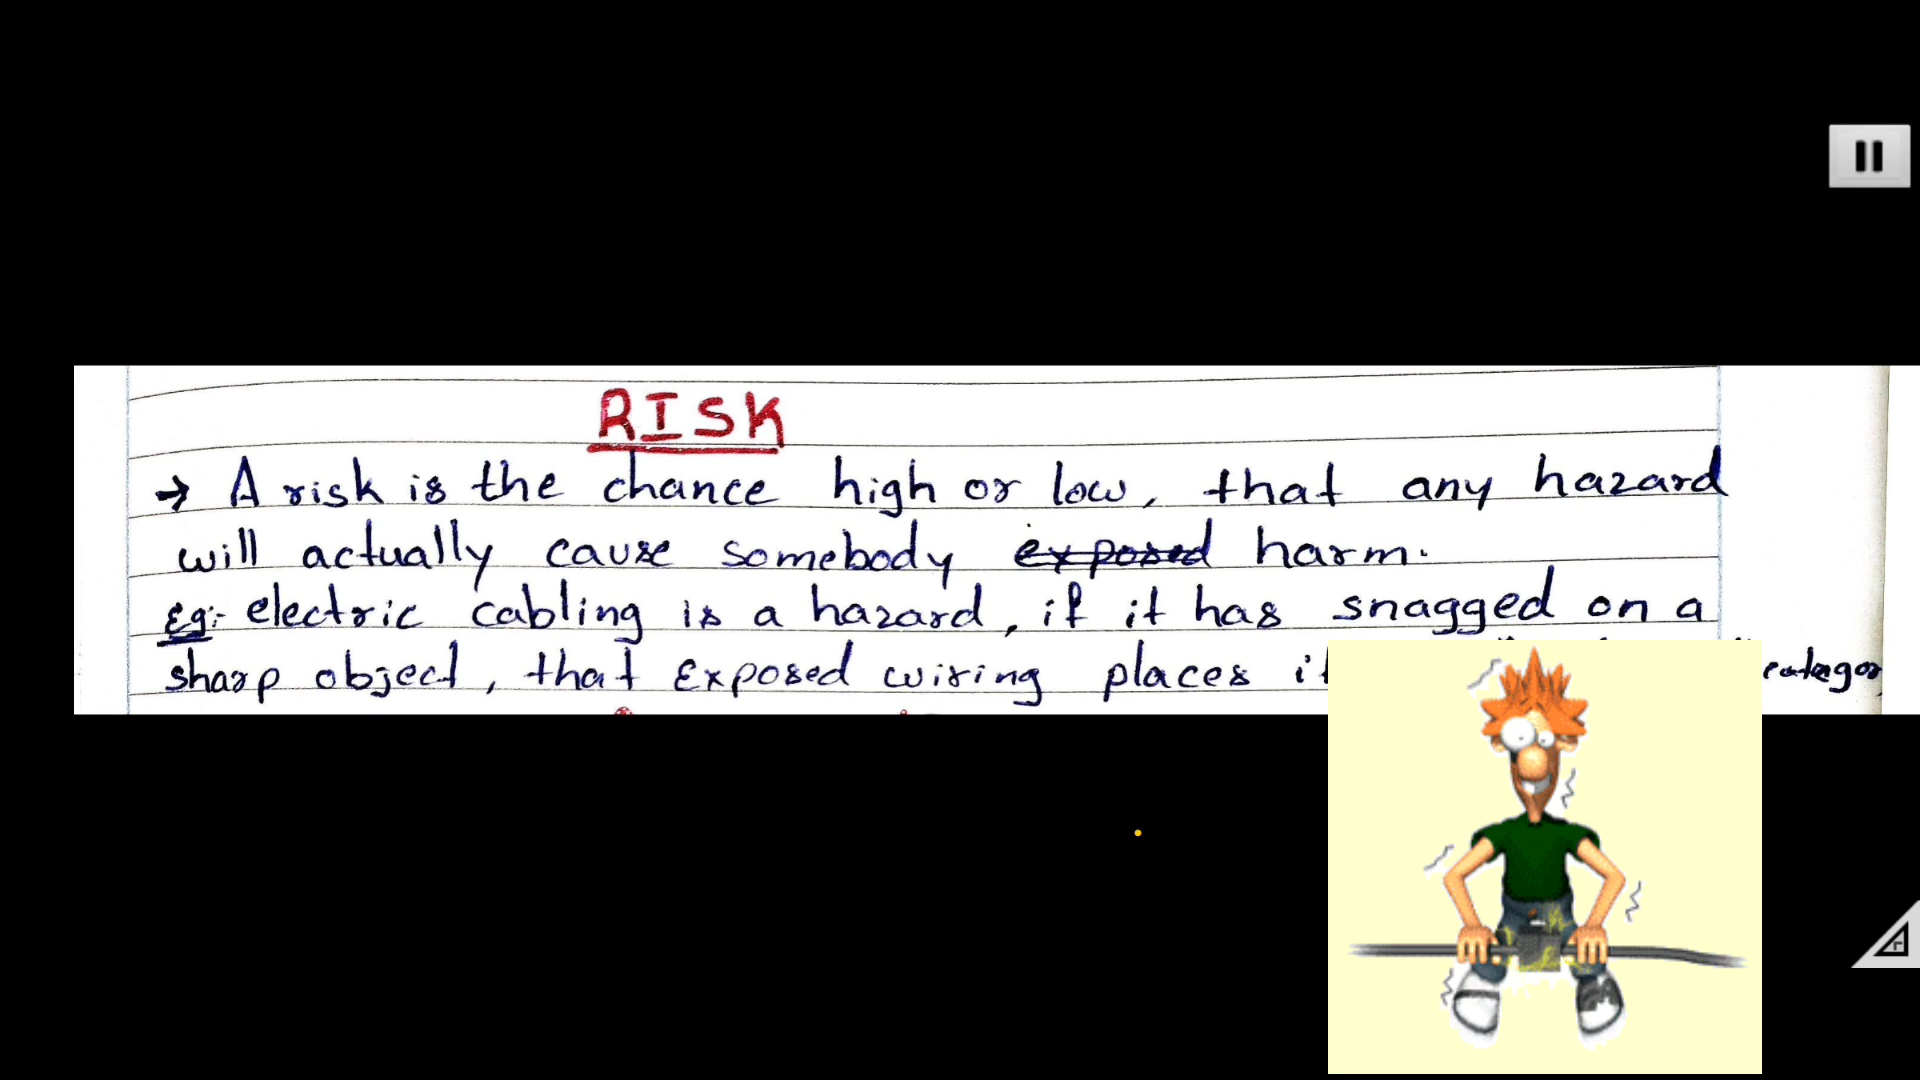 RISK
→ A risk is the chance high or low, that any hazard
will actually cause somebody exposed harm.
Eg:- electric cabling is a hazard, if it has snagged on a
sharp object, that Exposed wiring places it